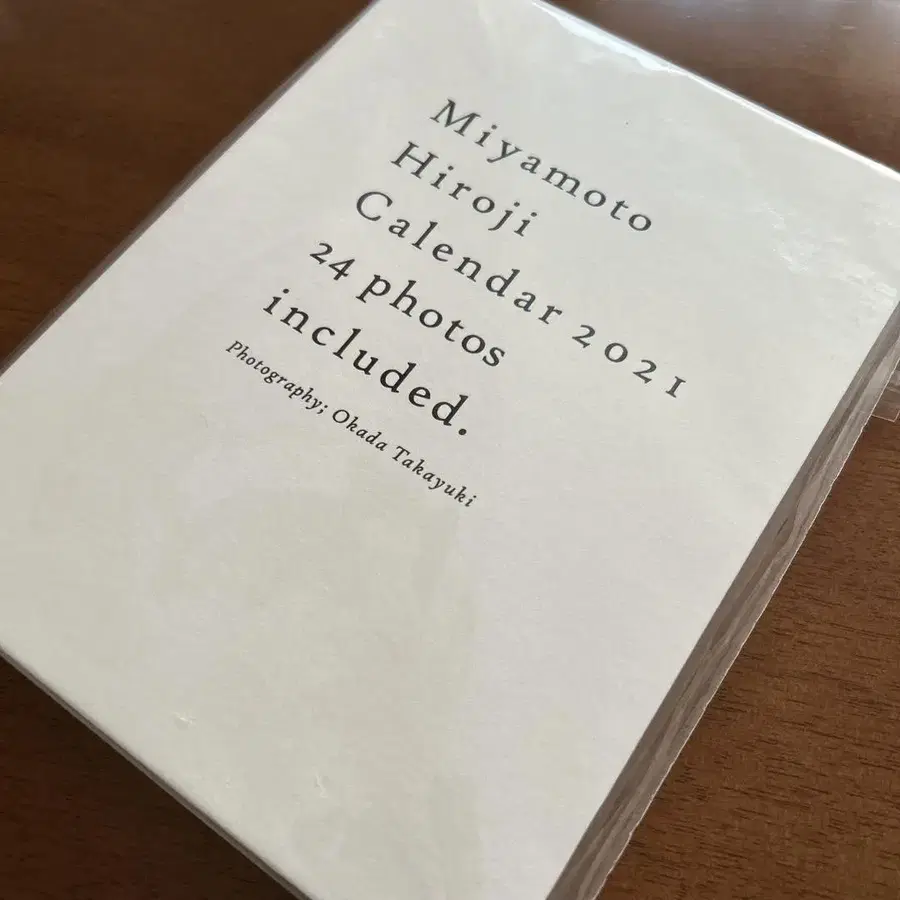 Miyamoto
Hiroji
Calendar 2021
24 photos
included.
Photography; Okada Takayuki